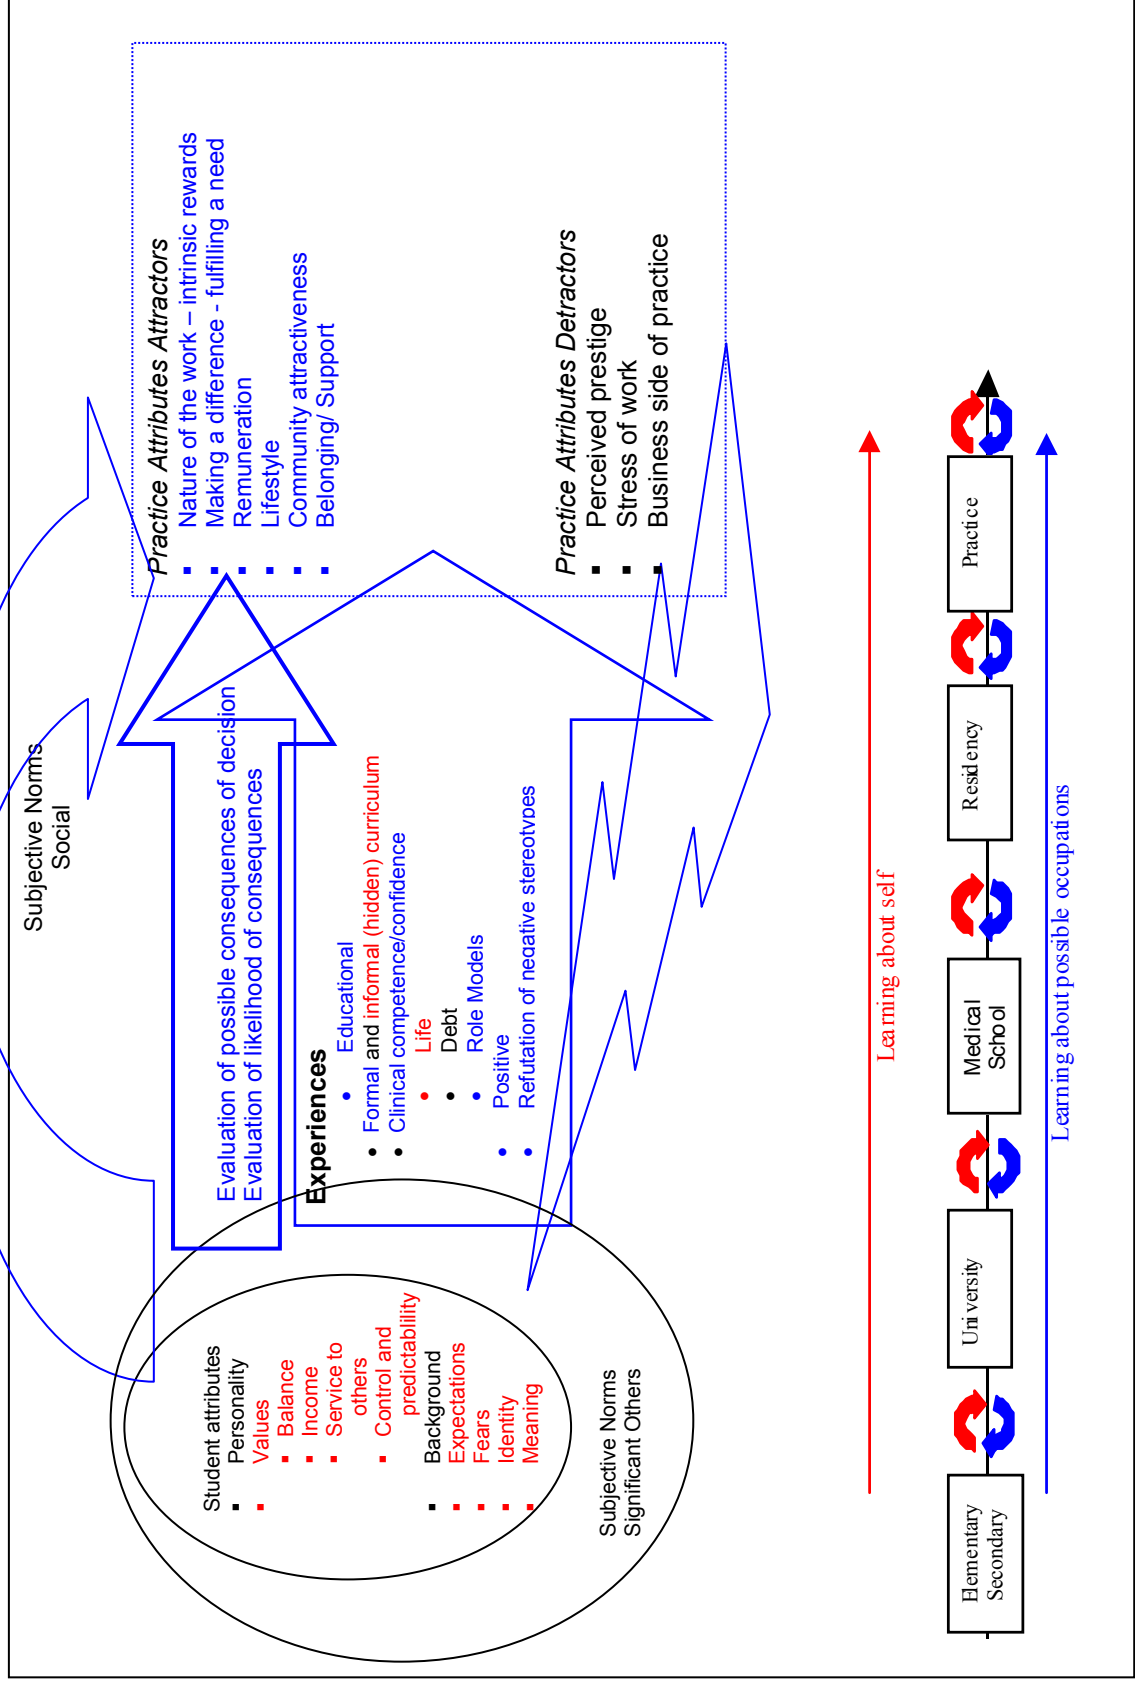 Subjective Norms
Social
Practice Attributes Attractors
▪ Nature of the work – intrinsic rewards
▪ Making a difference - fulfilling a need
▪ Remuneration
▪ Lifestyle
▪ Community attractiveness
▪ Belonging/ Support
Evaluation of possible consequences of decision
Evaluation of likelihood of consequences
Experiences
• Educational
• Formal and informal (hidden) curriculum
• Clinical competence/confidence
• Life
• Debt
• Role Models
• Positive
• Refutation of negative stereotypes
Student attributes
▪ Personality
▪ Values
▪ Balance
▪ Income
▪ Service to
others
▪ Control and
predictablility
▪ Background
▪ Expectations
▪ Fears
▪ Identity
▪ Meaning
Subjective Norms
Significant Others
Practice Attributes Detractors
▪ Perceived prestige
▪ Stress of work
▪ Business side of practice
Learning about self
Elementary
Secondary
University
Medical
School
Residency
Practice
Learning about possible occupations